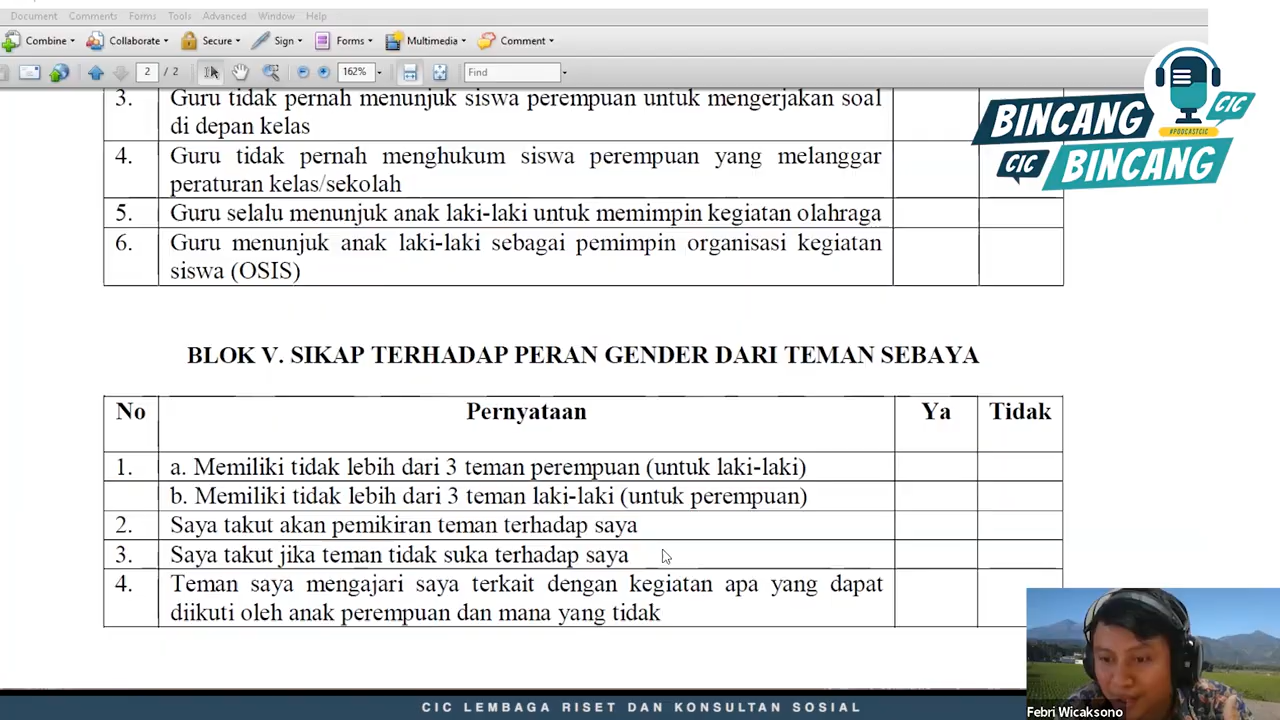 Document Comments Forms Tools Advanced Window Help
Combine Collaborate Secure Sign Forms Multimedia Comment
2 / 2 162% Find
3. Guru tidak pernah menunjuk siswa perempuan untuk mengerjakan soal
di depan kelas
4. Guru tidak pernah menghukum siswa perempuan yang melanggar
peraturan kelas/sekolah
5. Guru selalu menunjuk anak laki-laki untuk memimpin kegiatan olahraga
6. Guru menunjuk anak laki-laki sebagai pemimpin organisasi kegiatan
siswa (OSIS)
BINCANG
CIC
#PODCASTCIC
CIC
BINCANG
BLOK V. SIKAP TERHADAP PERAN GENDER DARI TEMAN SEBAYA
No Pernyataan Ya Tidak
1. a. Memiliki tidak lebih dari 3 teman perempuan (untuk laki-laki)
b. Memiliki tidak lebih dari 3 teman laki-laki (untuk perempuan)
2. Saya takut akan pemikiran teman terhadap saya
3. Saya takut jika teman tidak suka terhadap saya
4. Teman saya mengajari saya terkait dengan kegiatan apa yang dapat
diikuti oleh anak perempuan dan mana yang tidak
CIC LEMBAGA RISET DAN KONSULTAN SOSIAL
Febri Wicaksono